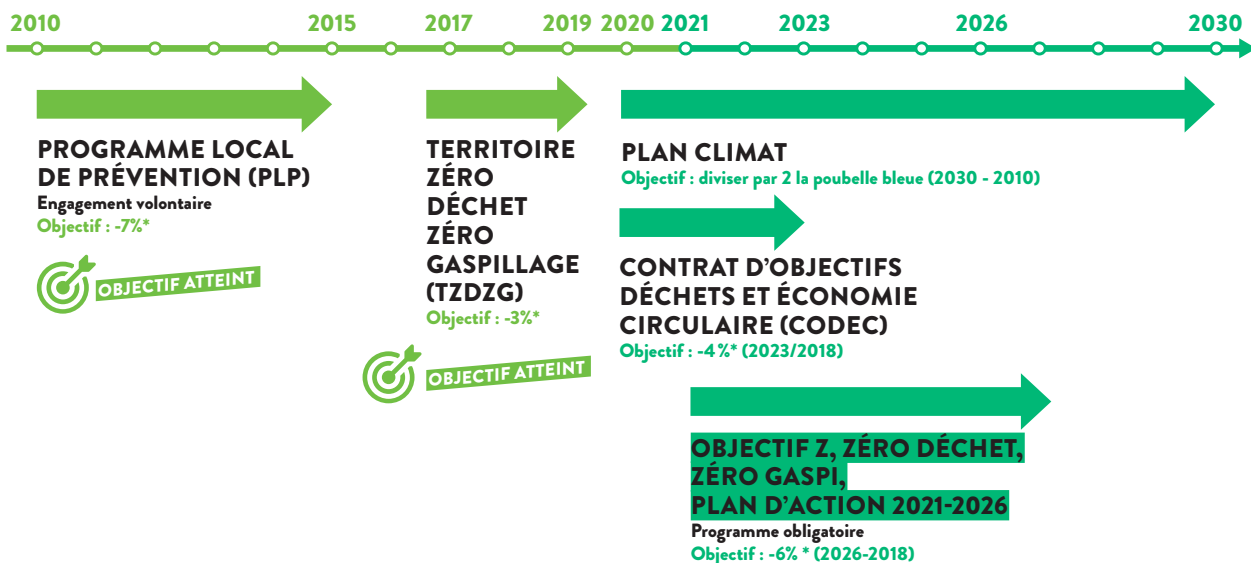 2010 2015 2017 2019 2020 2021 2023 2026 2030
PROGRAMME LOCAL
DE PRÉVENTION (PLP)
Engagement volontaire
Objectif : -7%*
OBJECTIF ATTEINT
TERRITOIRE
ZÉRO
DÉCHET
ZÉRO
GASPILLAGE
(TZDZG)
Objectif : -3%*
OBJECTIF ATTEINT
PLAN CLIMAT
Objectif : diviser par 2 la poubelle bleue (2030 - 2010)
CONTRAT D'OBJECTIFS
DÉCHETS ET ÉCONOMIE
CIRCULAIRE (CODEC)
Objectif : -4%* (2023/2018)
OBJECTIF Z, ZÉRO DÉCHET,
ZÉRO GASPI,
PLAN D'ACTION 2021-2026
Programme obligatoire
Objectif : -6% * (2026-2018)